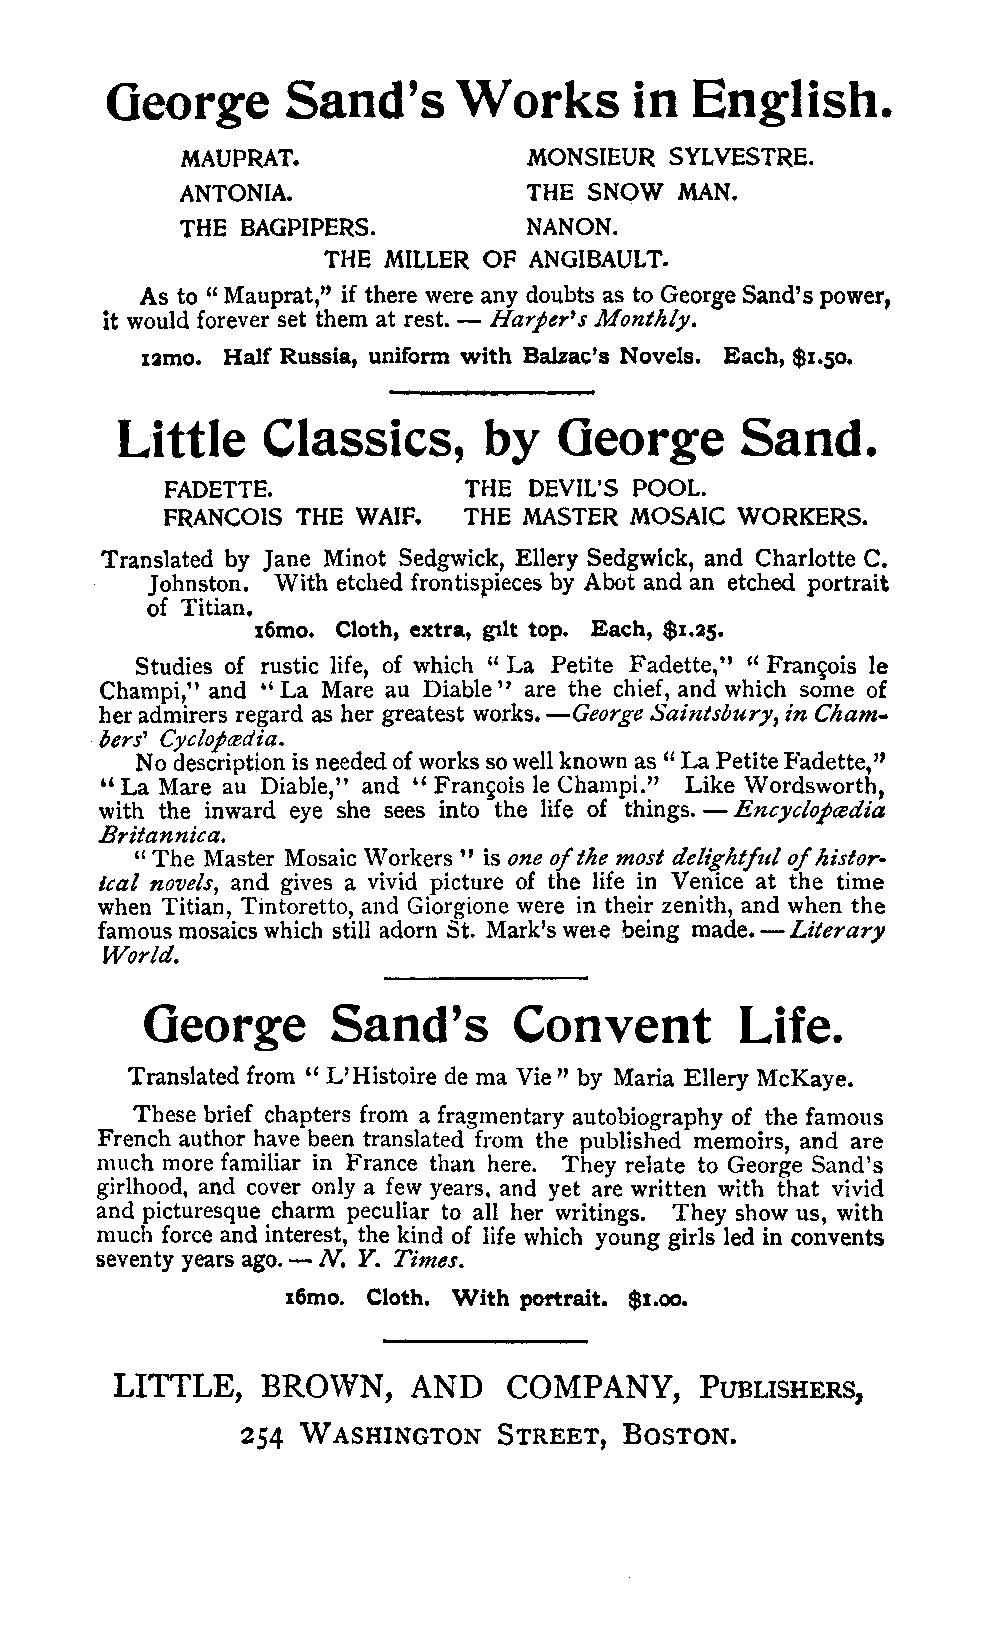 George Sand's Works in English.
MAUPRAT. MONSIEUR SYLVESTRE.
ANTONIA. THE SNOW MAN.
THE BAGPIPERS. NANON.
THE MILLER OF ANGIBAULT.
As to “Mauprat,” if there were any doubts as to George Sand's power,
it would forever set them at rest. — Harper's Monthly.
12mo. Half Russia, uniform with Balzac's Novels. Each, $1.50.
Little Classics, by George Sand.
FADETTE. THE DEVIL'S POOL.
FRANCOIS THE WAIF. THE MASTER MOSAIC WORKERS.
Translated by Jane Minot Sedgwick, Ellery Sedgwick, and Charlotte C.
Johnston. With etched frontispieces by Abot and an etched portrait
of Titian.
16mo. Cloth, extra, gilt top. Each, $1.25.
Studies of rustic life, of which “La Petite Fadette,” “François le
Champi,” and “La Mare au Diable” are the chief, and which some of
her admirers regard as her greatest works. — George Saintsbury, in Cham-
bers' Cyclopædia.
No description is needed of works so well known as “La Petite Fadette,”
“La Mare au Diable,” and “François le Champi.” Like Wordsworth,
with the inward eye she sees into the life of things. — Encyclopædia
Britannica.
“The Master Mosaic Workers” is one of the most delightful of histor-
ical novels, and gives a vivid picture of the life in Venice at the time
when Titian, Tintoretto, and Giorgione were in their zenith, and when the
famous mosaics which still adorn St. Mark's were being made. — Literary
World.
George Sand's Convent Life.
Translated from “L'Histoire de ma Vie” by Maria Ellery McKaye.
These brief chapters from a fragmentary autobiography of the famous
French author have been translated from the published memoirs, and are
much more familiar in France than here. They relate to George Sand's
girlhood, and cover only a few years, and yet are written with that vivid
and picturesque charm peculiar to all her writings. They show us, with
much force and interest, the kind of life which young girls led in convents
seventy years ago. — N. Y. Times.
16mo. Cloth. With portrait. $1.00.
LITTLE, BROWN, AND COMPANY, PUBLISHERS,
254 WASHINGTON STREET, BOSTON.